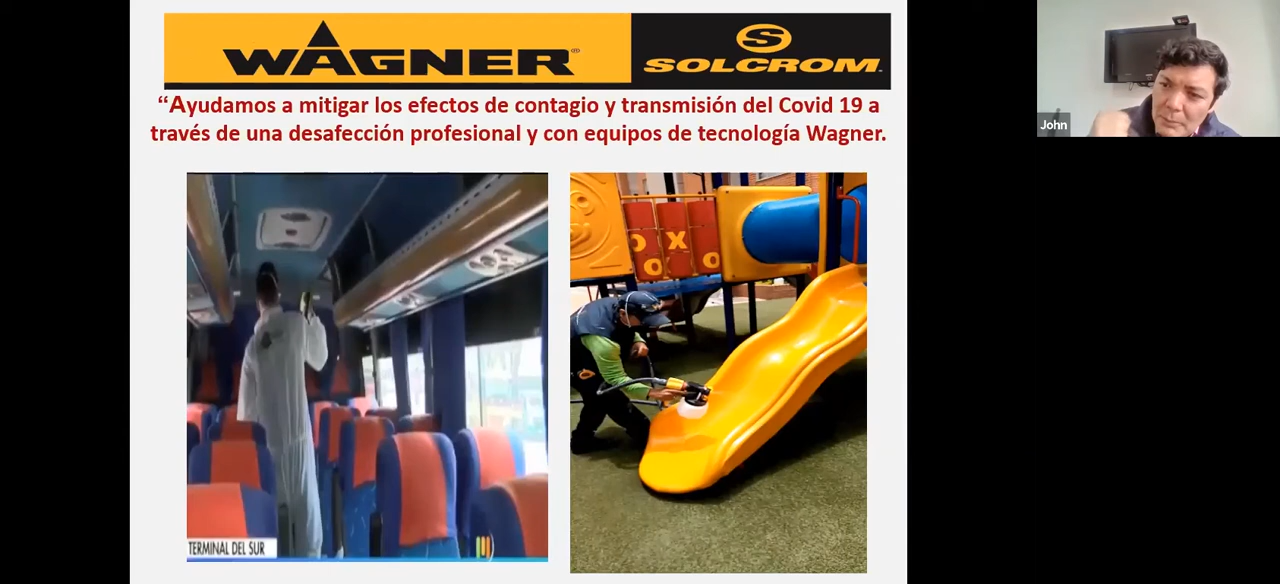 WAGNER®
SOLCROM
“Ayudamos a mitigar los efectos de contagio y transmisión del Covid 19 a
través de una desafección profesional y con equipos de tecnología Wagner.
John
X
O O
TERMINAL DEL SUR